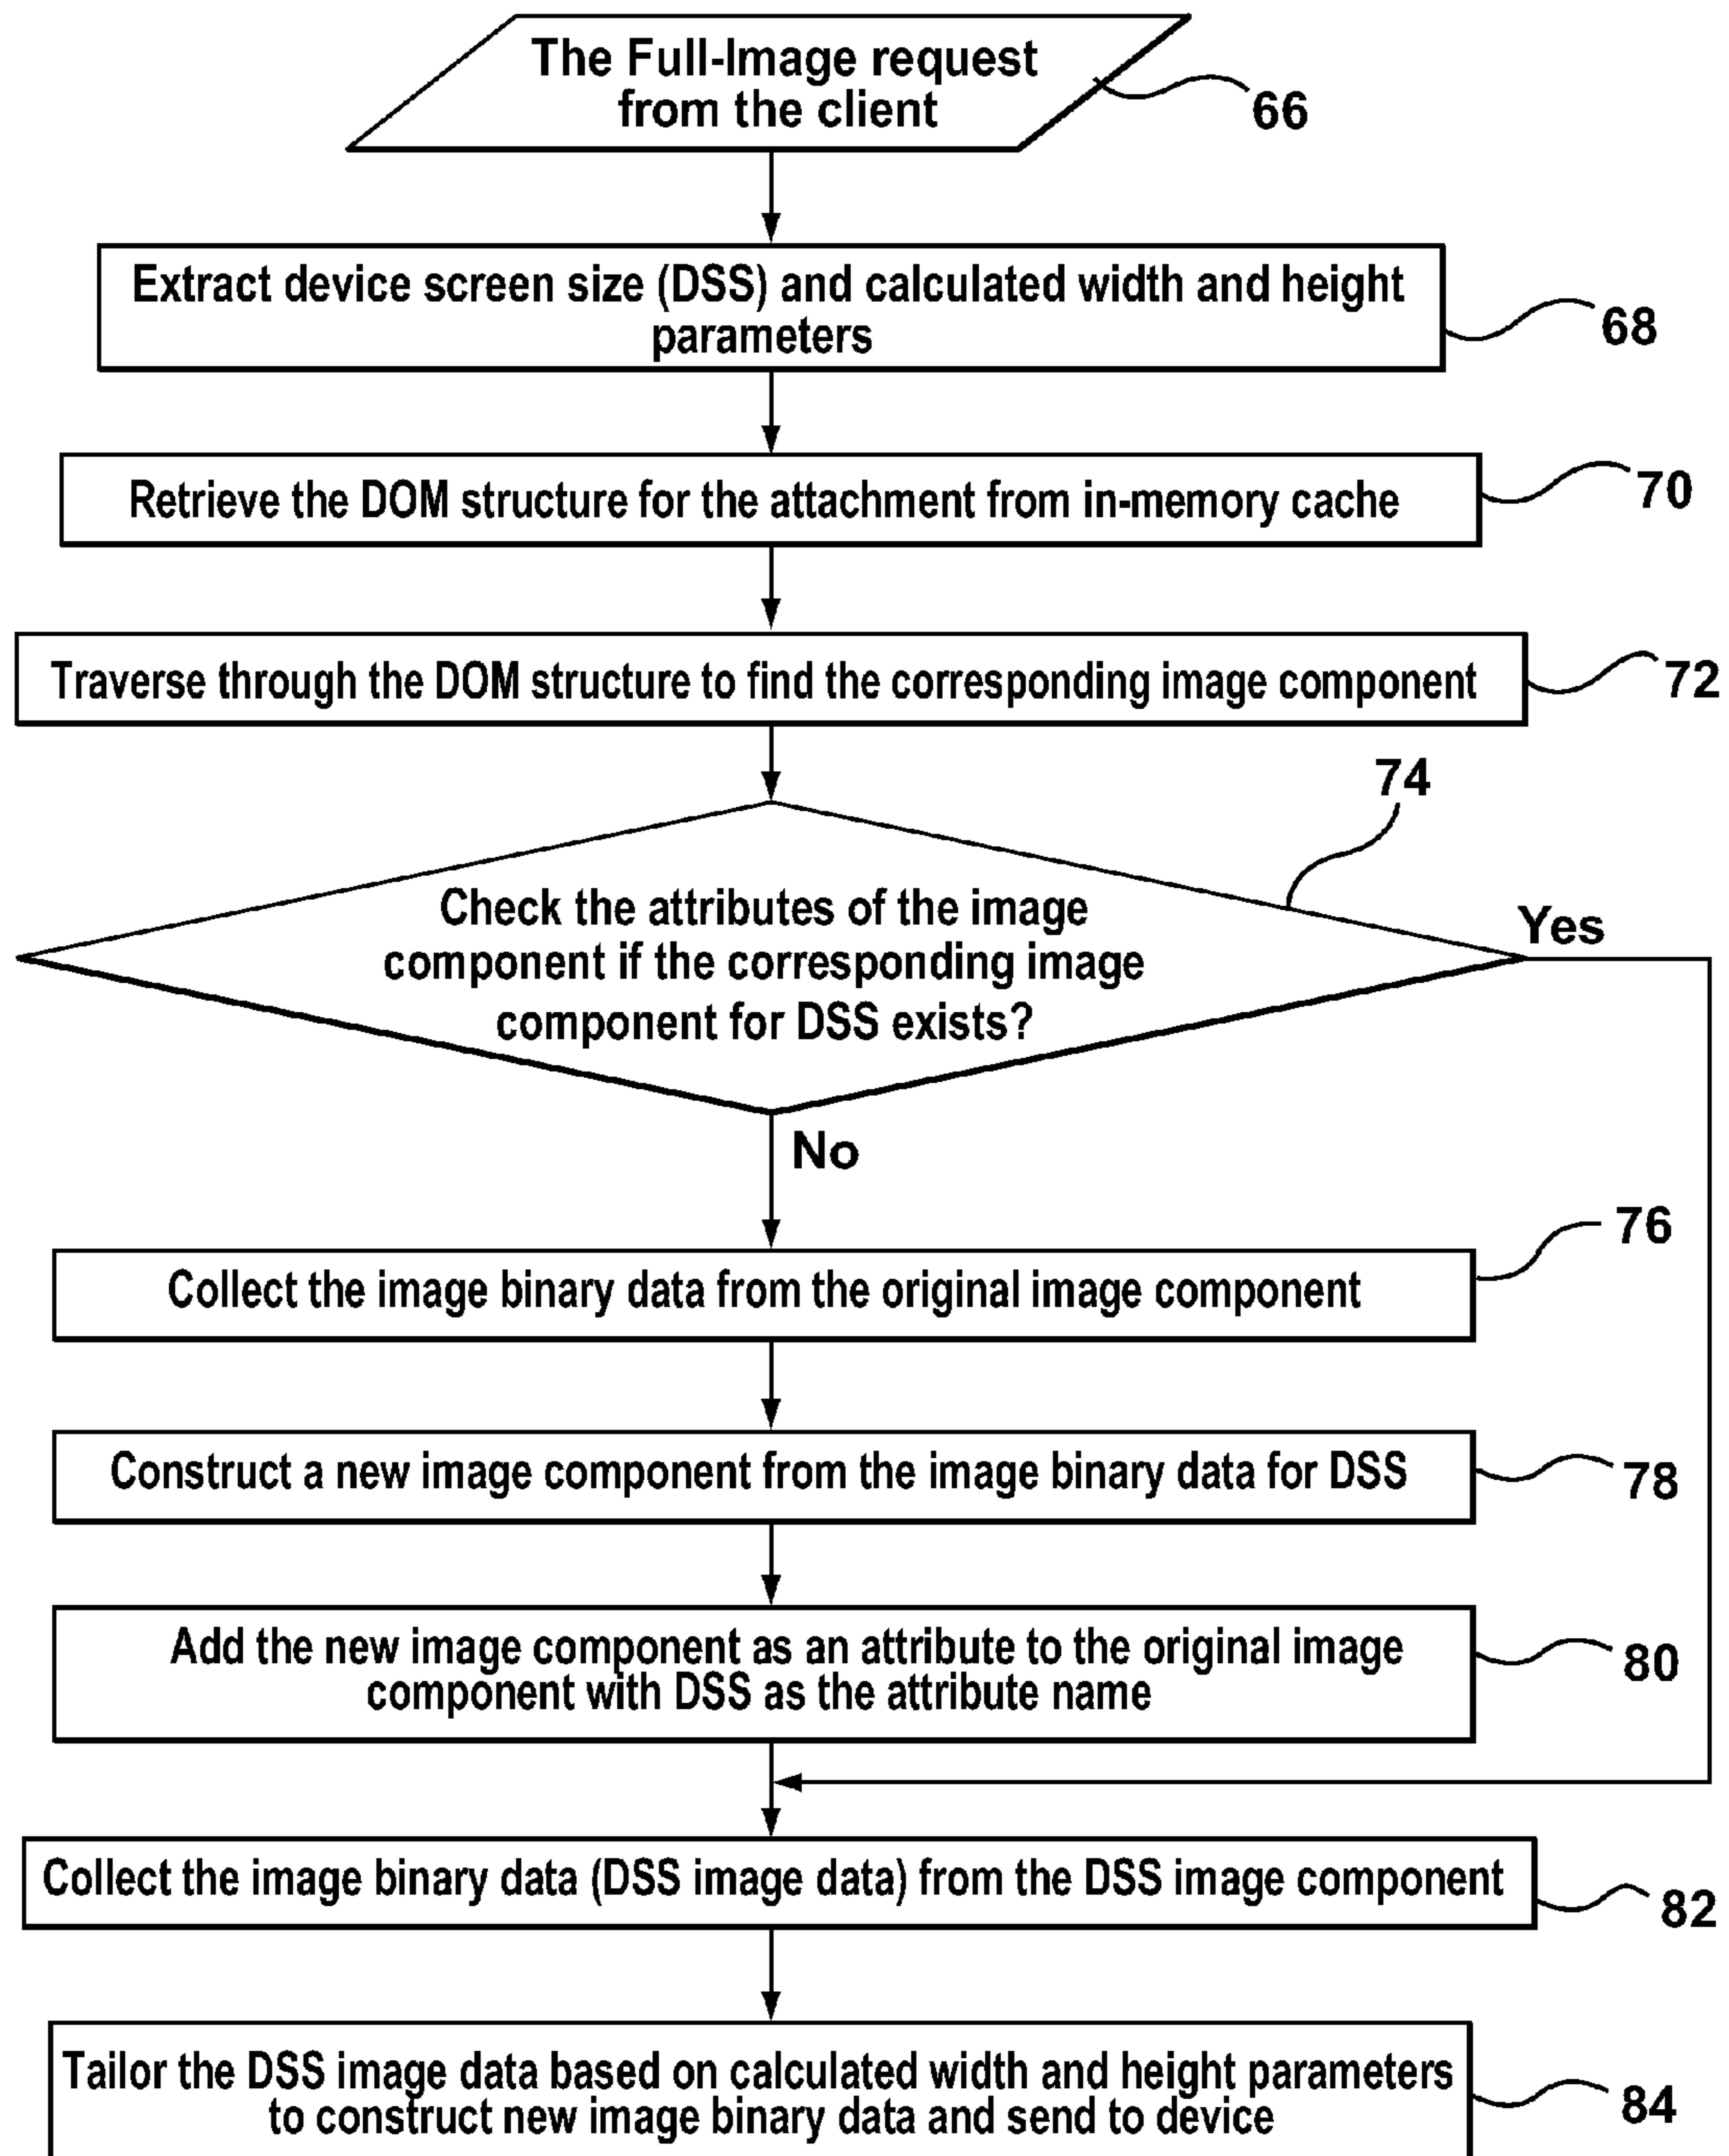 The Full-Image request
from the client
66
Extract device screen size (DSS) and calculated width and height
parameters
68
Retrieve the DOM structure for the attachment from in-memory cache
70
Traverse through the DOM structure to find the corresponding image component
72
74
Check the attributes of the image
component if the corresponding image
component for DSS exists?
Yes
No
76
Collect the image binary data from the original image component
Construct a new image component from the image binary data for DSS
78
Add the new image component as an attribute to the original image
component with DSS as the attribute name
80
Collect the image binary data (DSS image data) from the DSS image component
82
Tailor the DSS image data based on calculated width and height parameters
to construct new image binary data and send to device
84